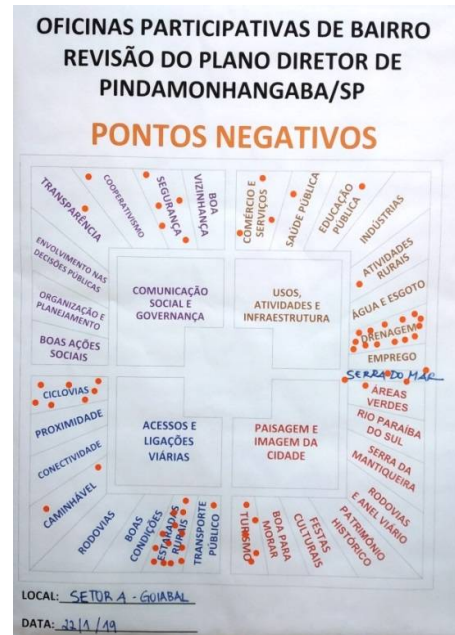 OFICINAS PARTICIPATIVAS DE BAIRRO
REVISÃO DO PLANO DIRETOR DE
PINDAMONHANGABA/SP
PONTOS NEGATIVOS
TRANSPARÊNCIA
COOPERATIVISMO
SEGURANÇA
BOA
VIZINHANÇA
COMÉRCIO E
SERVIÇOS
SAÚDE PÚBLICA
EDUCAÇÃO
PÚBLICA
INDÚSTRIAS
ATIVIDADES
RURAIS
ENVOLVIMENTO NAS
DECISÕES PÚBLICAS
ORGANIZAÇÃO E
PLANEJAMENTO
BOAS AÇÕES
SOCIAIS
COMUNICAÇÃO
SOCIAL E
GOVERNANÇA
USOS,
ATIVIDADES E
INFRAESTRUTURA
ÁGUA E ESGOTO
DRENAGEM
EMPREGO
SERRA DO MAR
CICLOVIAS
PROXIMIDADE
CONECTIVIDADE
CAMINHÁVEL
ACESSOS E
LIGAÇÕES
VIÁRIAS
PAISAGEM E
IMAGEM DA
CIDADE
ÁREAS
VERDES
RIO PARAÍBA
DO SUL
SERRA DA
MANTIQUEIRA
RODOVIAS
E ANEL VIÁRIO
RODOVIAS
BOAS
CONDIÇÕES
ESTARADAS
RURAIS
TRANSPORTE
PÚBLICO
TURISMO
BOA PARA
MORAR
FESTAS
CULTURAIS
PATRIMÔNIO
HISTÓRICO
LOCAL: SETOR A - GUIABAL
DATA: 22/1/19